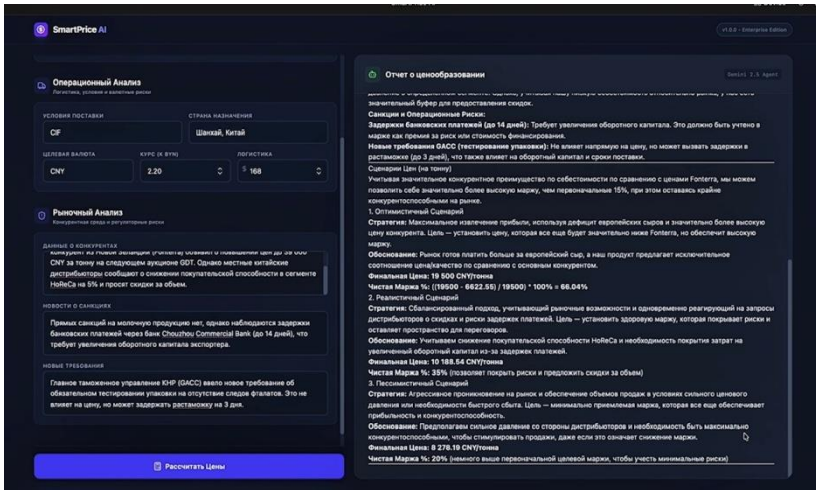 SmartPrice AI
v1.0.0 - Enterprise Edition
Операционный Анализ
Логистика, условия и валютные риски
УСЛОВИЯ ПОСТАВКИ
СТРАНА НАЗНАЧЕНИЯ
CIF
Шанхай, Китай
ЦЕЛЕВАЯ ВАЛЮТА
КУРС (К BYN)
ЛОГИСТИКА
CNY
2.20
$ 168
Рыночный Анализ
Конкурентная среда и регуляторные риски
ДАННЫЕ О КОНКУРЕНТАХ
CNY за тонну на следующем аукционе GDT. Однако местные китайские
дистрибьюторы сообщают о снижении покупательской способности в сегменте
HoReCa на 5% и просят скидки за объем.
НОВОСТИ О САНКЦИЯХ
Прямых санкций на молочную продукцию нет, однако наблюдаются задержки
банковских платежей через банк Chouzhou Commercial Bank (до 14 дней), что
требует увеличения оборотного капитала экспортера.
НОВЫЕ ТРЕБОВАНИЯ
Главное таможенное управление КНР (GACC) ввело новое требование об
обязательном тестировании упаковки на отсутствие следов фталатов. Это не
влияет на цену, но может задержать растаможку на 3 дня.
Рассчитать Цены
Отчет о ценообразовании
Gemini 2.5 Agent
значительный буфер для предоставления скидок.
Санкции и Операционные Риски:
Задержки банковских платежей (до 14 дней): Требует увеличения оборотного капитала. Это должно быть учтено в
марже как премия за риск или стоимость финансирования.
Новые требования GACC (тестирование упаковки): Не влияет напрямую на цену, но может вызвать задержки в
растаможке (до 3 дней), что также влияет на оборотный капитал и сроки поставки.
Сценарии Цен (на тонну)
Учитывая значительное конкурентное преимущество по себестоимости по сравнению с ценами Fonterra, мы можем
позволить себе значительно более высокую маржу, чем первоначальные 15%, при этом оставаясь крайне
конкурентоспособными на рынке.
1. Оптимистичный Сценарий
Стратегия: Максимальное извлечение прибыли, используя дефицит европейских сыров и значительно более высокую
цену конкурента. Цель — установить цену, которая все еще будет значительно ниже Fonterra, но обеспечит высокую
маржу.
Обоснование: Рынок готов платить больше за европейский сыр, а наш продукт предлагает исключительное
соотношение цена/качество по сравнению с основным конкурентом.
Финальная Цена: 19 500 CNY/тонна
Чистая Маржа %: ((19500 - 6622.55) / 19500) * 100% = 66.04%
2. Реалистичный Сценарий
Стратегия: Сбалансированный подход, учитывающий рыночные возможности и одновременно реагирующий на запросы
дистрибьюторов о скидках и риски задержек платежей. Цель — установить здоровую маржу, которая покрывает риски и
оставляет пространство для переговоров.
Обоснование: Учитываем снижение покупательской способности HoReCa и необходимость покрытия затрат на
увеличенный оборотный капитал из-за задержек платежей.
Финальная Цена: 10 188.54 CNY/тонна
Чистая Маржа %: 35% (позволяет покрыть риски и предложить скидки за объем)
3. Пессимистичный Сценарий
Стратегия: Агрессивное проникновение на рынок и обеспечение объемов продаж в условиях сильного ценового
давления или необходимости быстрого сбыта. Цель — минимально приемлемая маржа, которая все еще обеспечивает
прибыльность и конкурентоспособность.
Обоснование: Предполагаем сильное давление со стороны дистрибьюторов и необходимость быть максимально
конкурентоспособными, чтобы стимулировать продажи, даже если это означает снижение маржи.
Финальная Цена: 8 278.19 CNY/тонна
Чистая Маржа %: 20% (немного выше первоначальной целевой маржи, чтобы учесть минимальные риски)